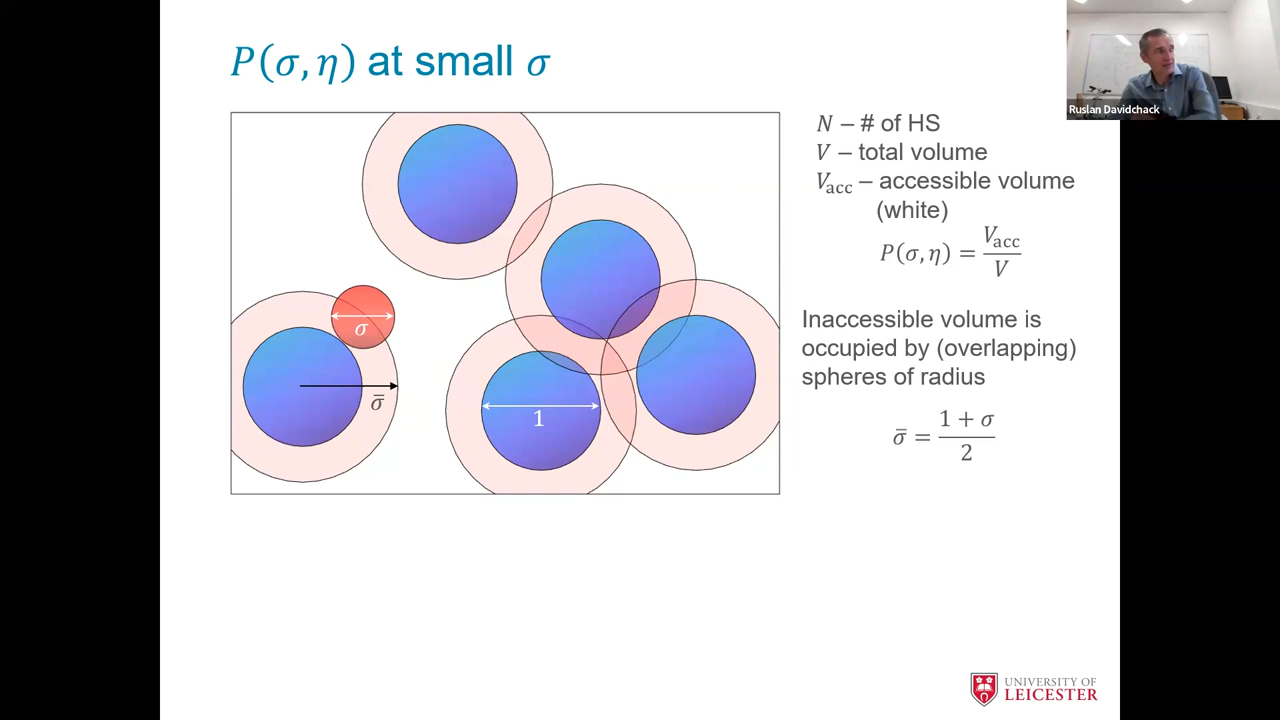 P(σ, η) at small σ
Ruslan Davidchack
N – # of HS
V – total volume
V_acc – accessible volume
(white)
P(σ, η) = V_acc / V
Inaccessible volume is
occupied by (overlapping)
spheres of radius
σ̄ = (1 + σ) / 2
σ
σ̄
1
UNIVERSITY OF
LEICESTER